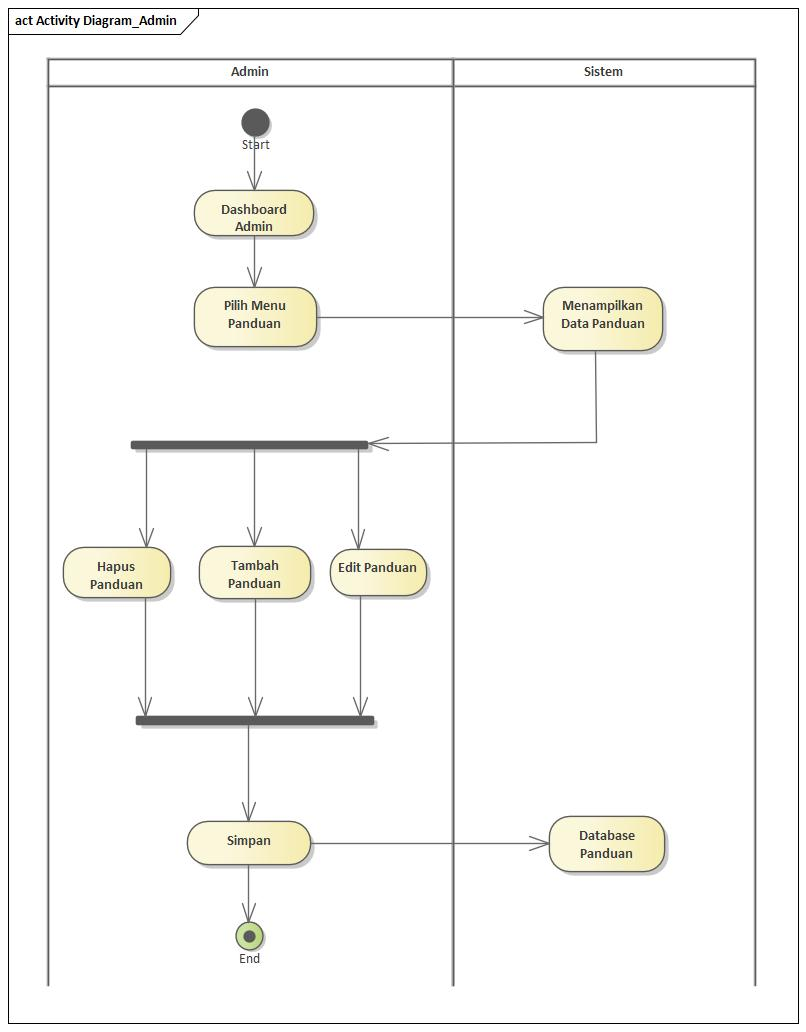 act Activity Diagram_Admin
Admin
Sistem
Start
Dashboard
Admin
Pilih Menu
Panduan
Menampilkan
Data Panduan
Hapus
Panduan
Tambah
Panduan
Edit Panduan
Simpan
Database
Panduan
End